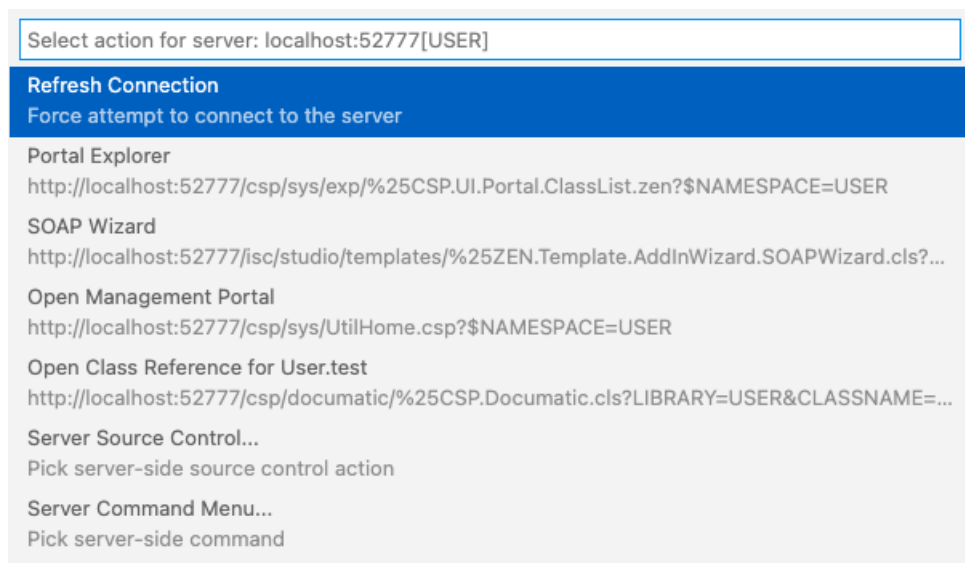 Select action for server: localhost:52777[USER]
Refresh Connection
Force attempt to connect to the server
Portal Explorer
http://localhost:52777/csp/sys/exp/%25CSP.UI.Portal.ClassList.zen?$NAMESPACE=USER
SOAP Wizard
http://localhost:52777/isc/studio/templates/%25ZEN.Template.AddInWizard.SOAPWizard.cls?...
Open Management Portal
http://localhost:52777/csp/sys/UtilHome.csp?$NAMESPACE=USER
Open Class Reference for User.test
http://localhost:52777/csp/documatic/%25CSP.Documatic.cls?LIBRARY=USER&CLASSNAME=...
Server Source Control...
Pick server-side source control action
Server Command Menu...
Pick server-side command